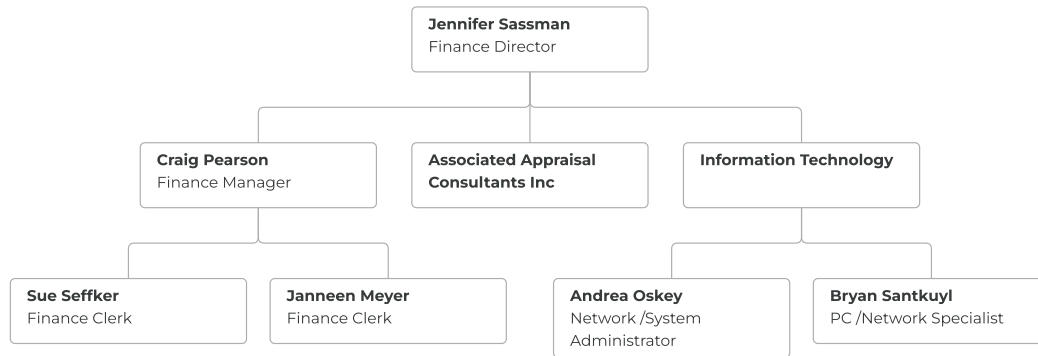 Jennifer Sassman
Finance Director
Craig Pearson
Finance Manager
Associated Appraisal
Consultants Inc
Information Technology
Sue Seffker
Finance Clerk
Janneen Meyer
Finance Clerk
Andrea Oskey
Network /System
Administrator
Bryan Santkuyl
PC /Network Specialist